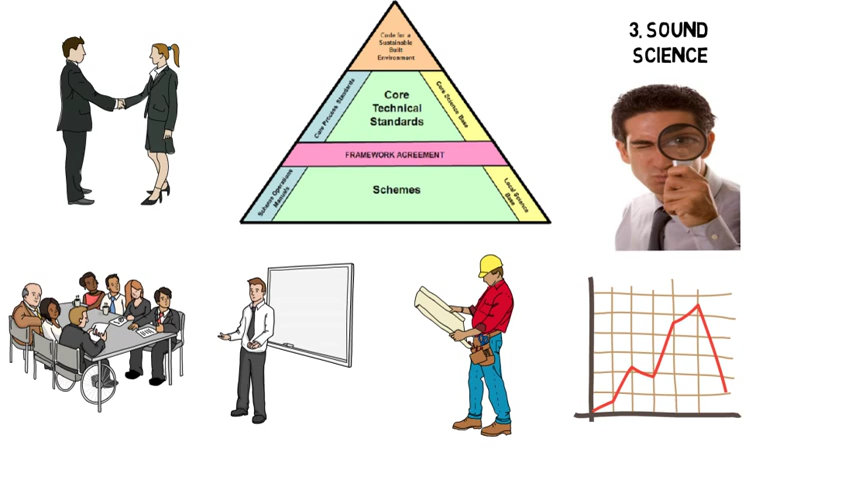 3. SOUND
SCIENCE
Code for a
Sustainable
Built
Environment
Core Process Standards
Core
Technical
Standards
Core Science Base
FRAMEWORK AGREEMENT
Scheme Operations
Manuals
Schemes
Local Science
Base